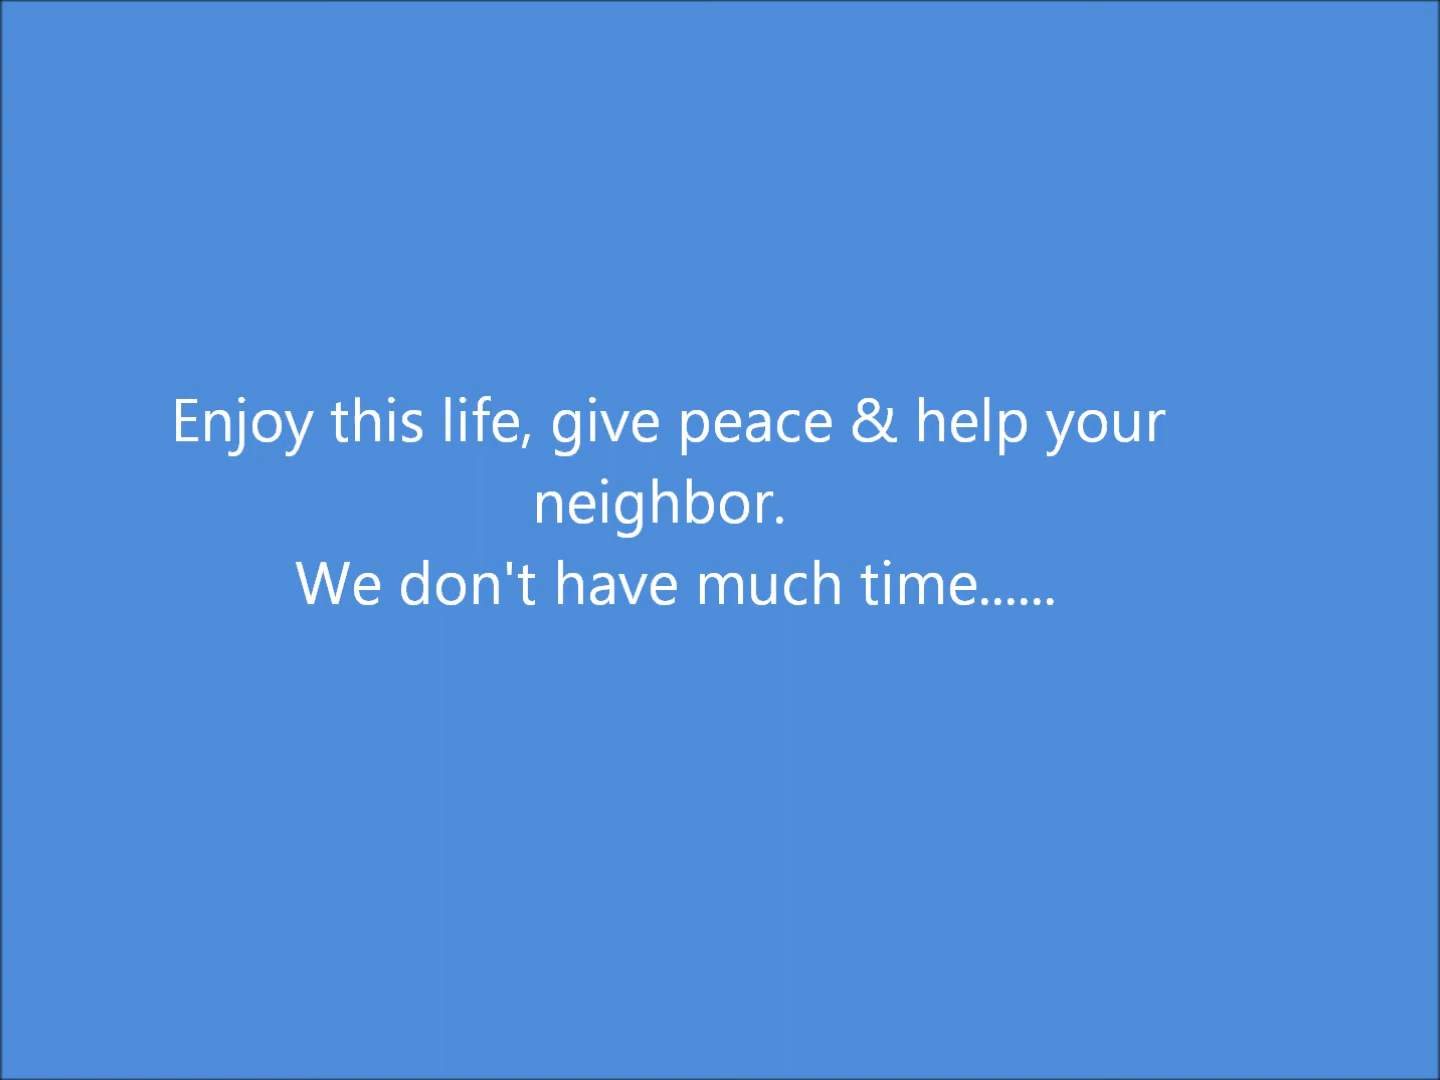 Enjoy this life, give peace & help your
neighbor.
We don't have much time......